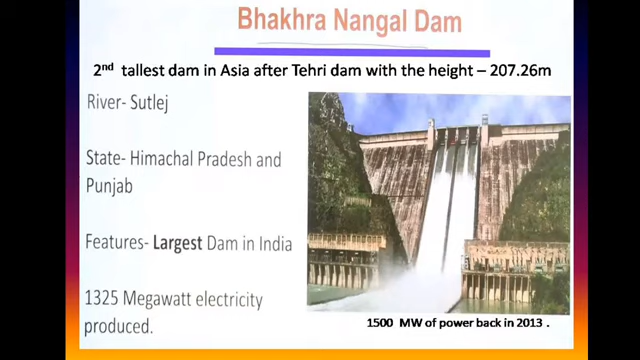 Bhakhra Nangal Dam
2nd tallest dam in Asia after Tehri dam with the height – 207.26m
River- Sutlej
State- Himachal Pradesh and
Punjab
Features- Largest Dam in India
1325 Megawatt electricity
produced.
1500 MW of power back in 2013 .